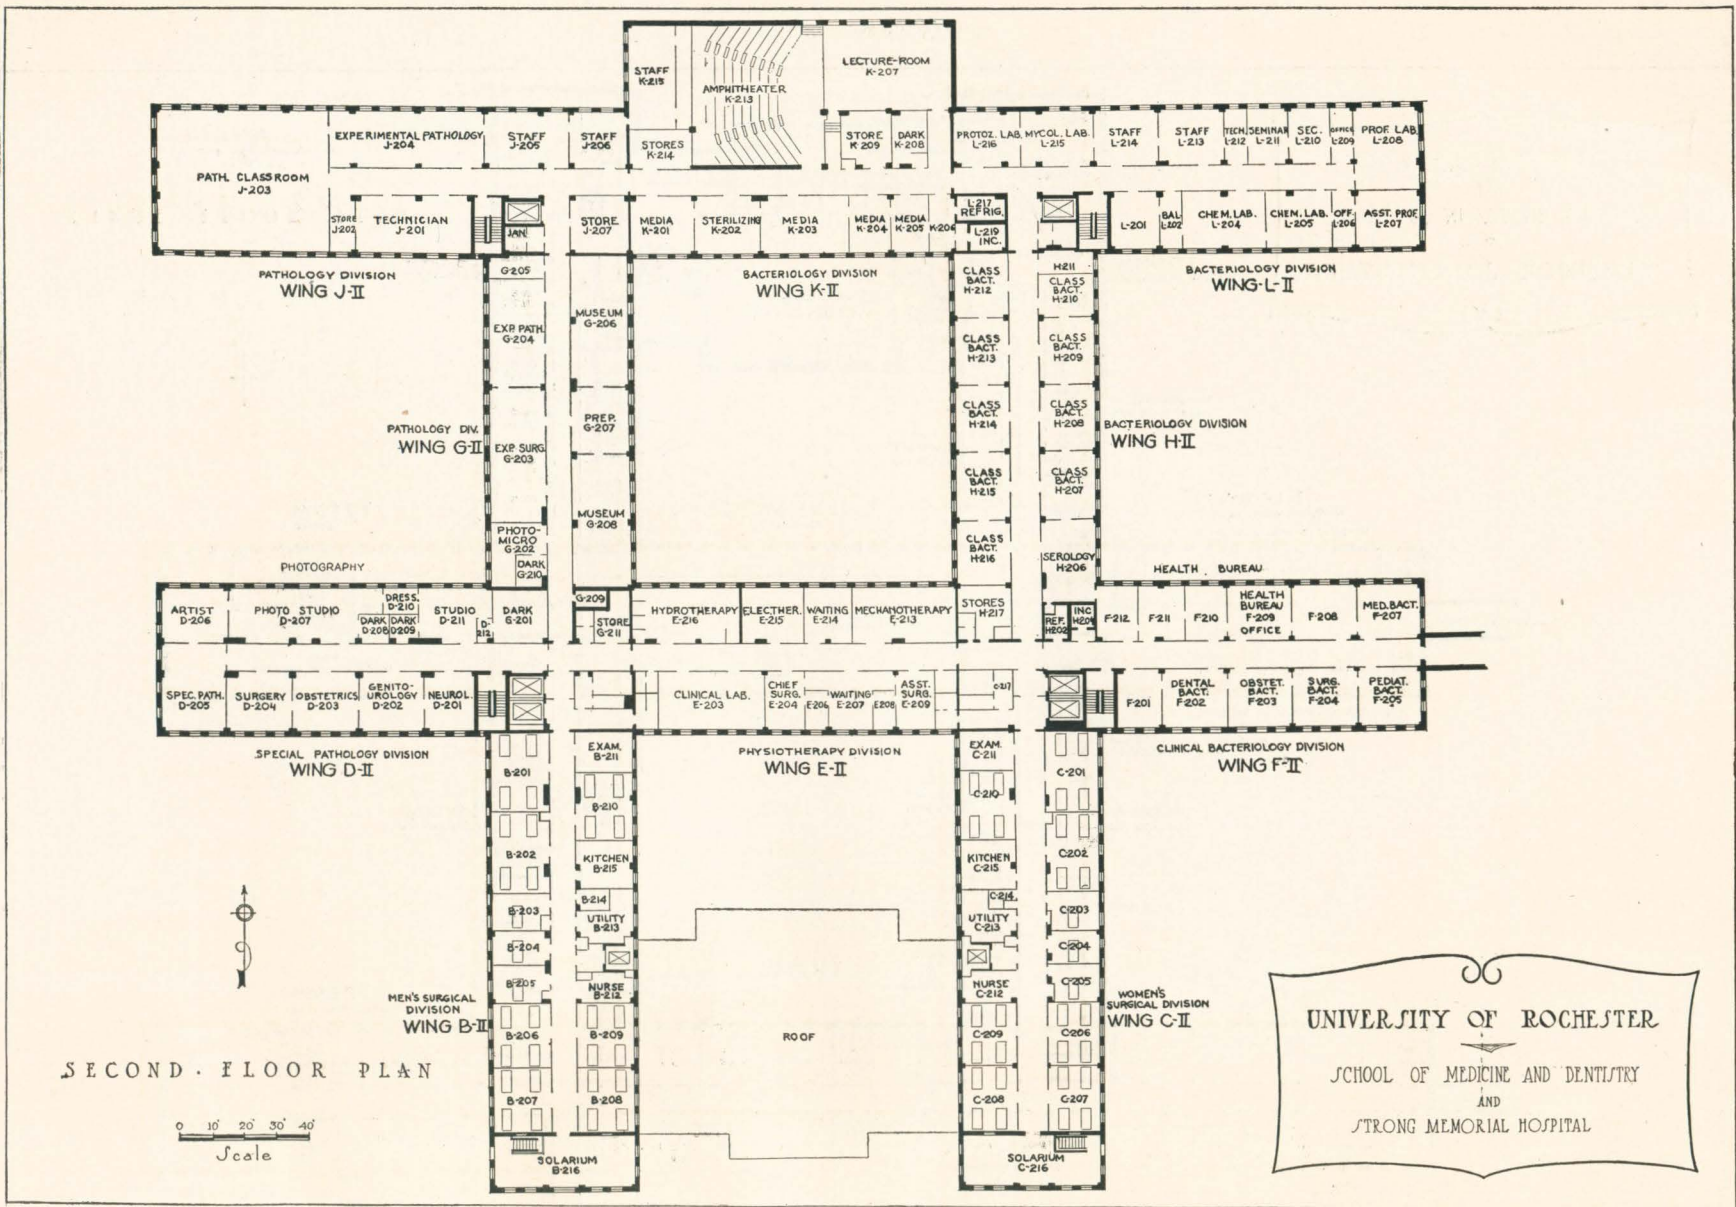 STAFF
K-215
AMPHITHEATER
K-213
LECTURE-ROOM
K-207
STORES
K-214
STORE
K-209
DARK
K-208
EXPERIMENTAL PATHOLOGY
J-204
STAFF
J-205
STAFF
J-206
PATH. CLASSROOM
J-203
STORE
J-202
TECHNICIAN
J-201
JAN.
STORE
J-207
MEDIA
K-201
STERILIZING
K-202
MEDIA
K-203
MEDIA
K-204
MEDIA
K-205
K-206
PROTOZ. LAB.
L-216
MYCOL. LAB.
L-215
STAFF
L-214
STAFF
L-213
TECH.
L-212
SEMINAR
L-211
SEC.
L-210
OFFICE
L-209
PROF. LAB.
L-208
L-217
REFRIG.
L-219
INC.
L-201
BAL.
L-202
CHEM. LAB.
L-204
CHEM. LAB.
L-205
OFF.
L-206
ASST. PROF.
L-207
PATHOLOGY DIVISION
WING J-II
BACTERIOLOGY DIVISION
WING K-II
BACTERIOLOGY DIVISION
WING-L-II
G-205
EXP. PATH.
G-204
EXP. SURG.
G-203
PHOTO-
MICRO
G-202
DARK
G-210
MUSEUM
G-206
PREP.
G-207
MUSEUM
G-208
PATHOLOGY DIV.
WING G-II
CLASS
BACT.
H-212
CLASS
BACT.
H-213
CLASS
BACT.
H-214
CLASS
BACT.
H-215
CLASS
BACT.
H-216
H-211
CLASS
BACT.
H-210
CLASS
BACT.
H-209
CLASS
BACT.
H-208
CLASS
BACT.
H-207
SEROLOGY
H-206
BACTERIOLOGY DIVISION
WING H-II
PHOTOGRAPHY
HEALTH BUREAU
ARTIST
D-206
PHOTO STUDIO
D-207
DARK
D-208
DRESS.
D-210
DARK
D-209
STUDIO
D-211
D-
212
DARK
G-201
G-209
STORE
G-211
HYDROTHERAPY
E-216
ELECTHER.
E-215
WAITING
E-214
MECHANOTHERAPY
E-213
STORES
H-217
REF.
H-202
INC
H-201
F-212
F-211
F-210
HEALTH
BUREAU
F-209
OFFICE
F-208
MED. BACT.
F-207
SPEC. PATH.
D-205
SURGERY
D-204
OBSTETRICS
D-203
GENITO-
UROLOGY
D-202
NEUROL.
D-201
CLINICAL LAB.
E-203
CHIEF
SURG.
E-204
E-206
WAITING
E-207
E-208
ASST.
SURG.
E-209
C-217
F-201
DENTAL
BACT.
F-202
OBSTET.
BACT.
F-203
SURG.
BACT.
F-204
PEDIAT.
BACT.
F-205
SPECIAL PATHOLOGY DIVISION
WING D-II
PHYSIOTHERAPY DIVISION
WING E-II
CLINICAL BACTERIOLOGY DIVISION
WING F-II
B-201
B-202
B-203
B-204
B-205
B-206
B-207
EXAM.
B-211
B-210
KITCHEN
B-215
B-214
UTILITY
B-213
NURSE
B-212
B-209
B-208
SOLARIUM
B-216
MEN'S SURGICAL
DIVISION
WING B-II
ROOF
EXAM.
C-211
C-210
KITCHEN
C-215
C-214
UTILITY
C-213
NURSE
C-212
C-209
C-208
C-201
C-202
C-203
C-204
C-205
C-206
C-207
SOLARIUM
C-216
WOMEN'S
SURGICAL DIVISION
WING C-II
SECOND · FLOOR PLAN
0 10' 20' 30' 40'
Scale
UNIVERSITY OF ROCHESTER
SCHOOL OF MEDICINE AND DENTISTRY
AND
STRONG MEMORIAL HOSPITAL